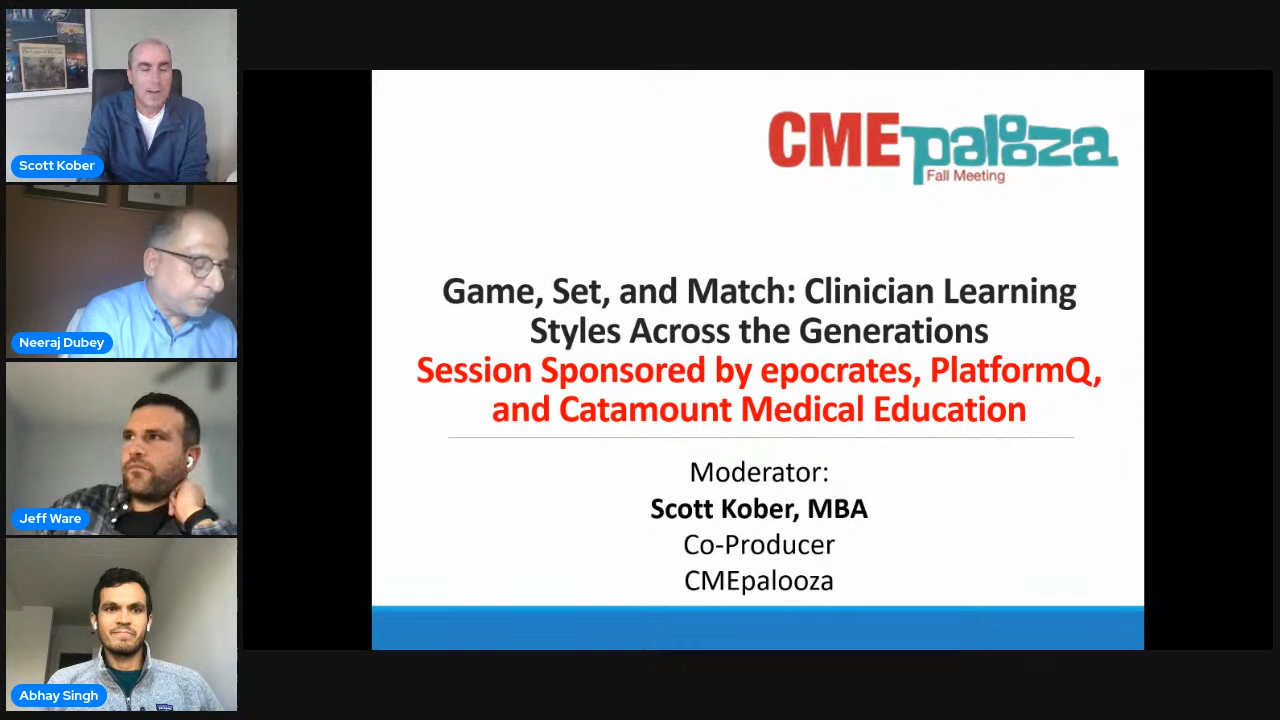 Scott Kober
Neeraj Dubey
Jeff Ware
Abhay Singh
CMEpalooza
Fall Meeting
Game, Set, and Match: Clinician Learning
Styles Across the Generations
Session Sponsored by epocrates, PlatformQ,
and Catamount Medical Education
Moderator:
Scott Kober, MBA
Co-Producer
CMEpalooza